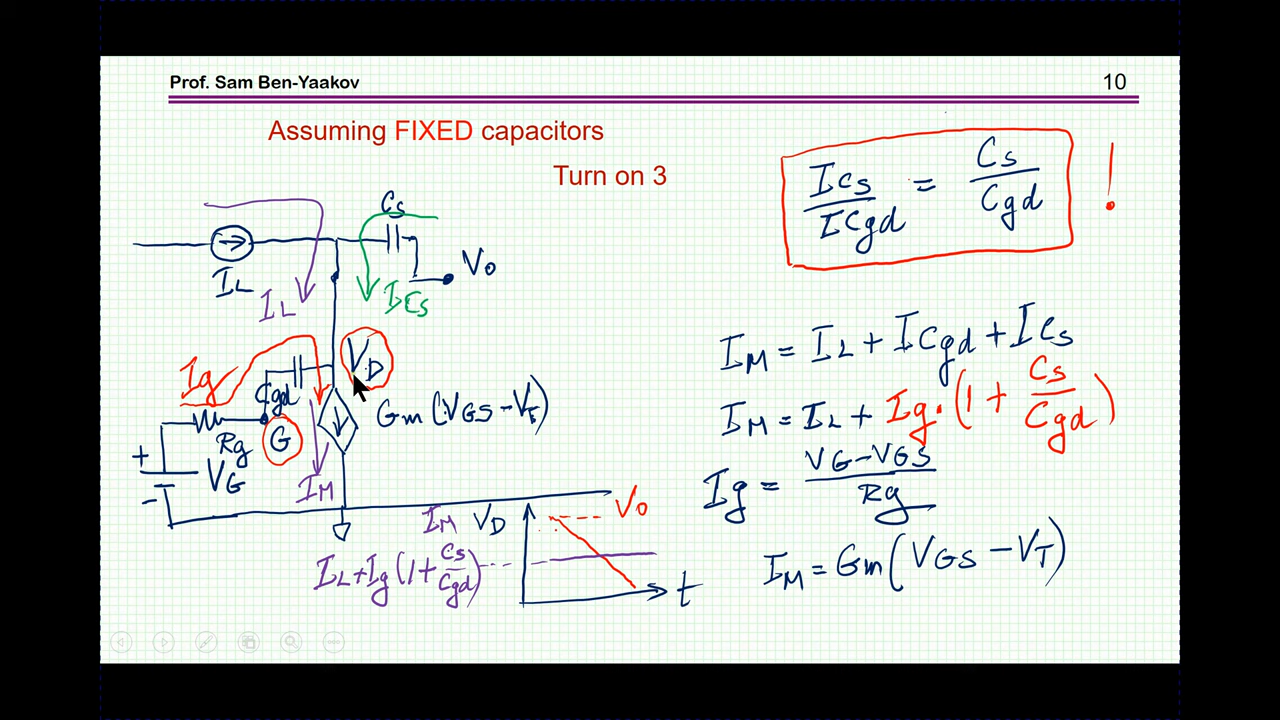 Prof. Sam Ben-Yaakov
10
Assuming FIXED capacitors
Turn on 3
ICs / ICgd = Cs / Cgd !
Cs
Vo
IL
IL
ICs
IM = IL + ICgd + ICs
VD
Ig
Cgd
Gm (VGS - VT)
IM = IL + Ig · (1 + Cs / Cgd)
+
Rg
G
VG
-
IM
Ig = VG - VGS / Rg
IM VD
Vo
IL + Ig (1 + Cs / Cgd)
t
IM = Gm (VGS - VT)